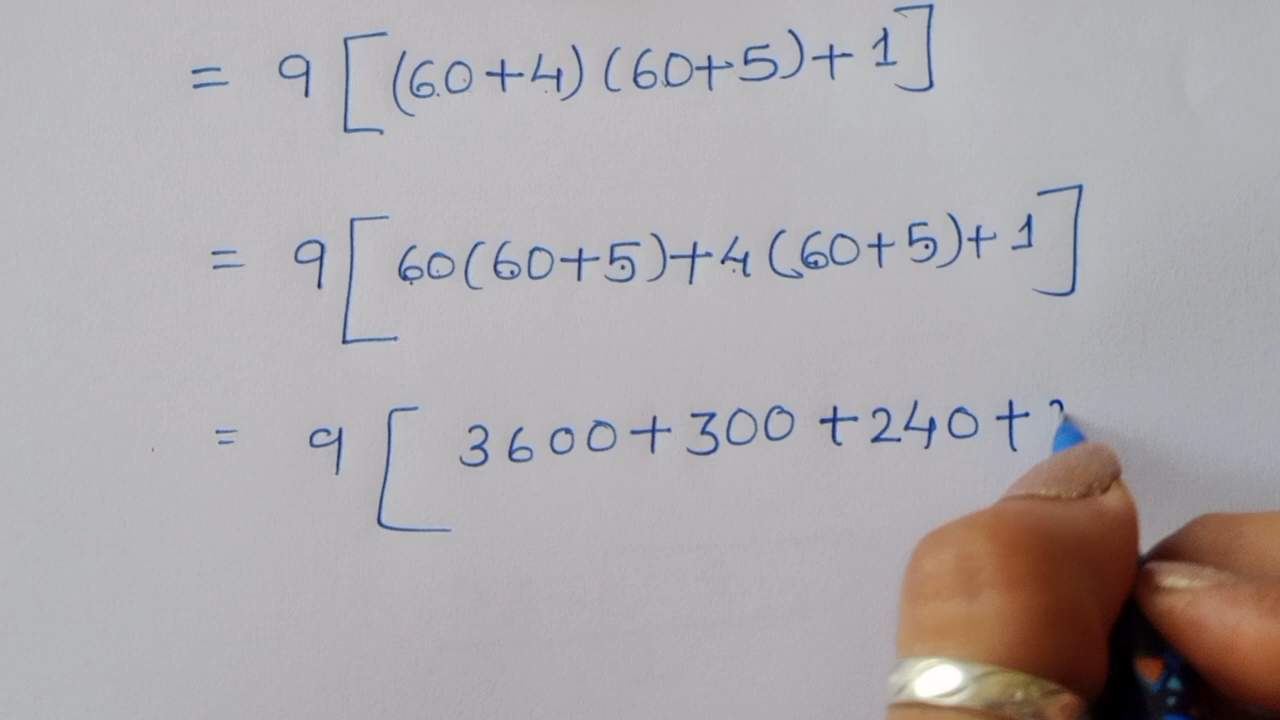 = 9[(60+4)(60+5)+1]
= 9[60(60+5)+4(60+5)+1]
= 9[3600+300+240+